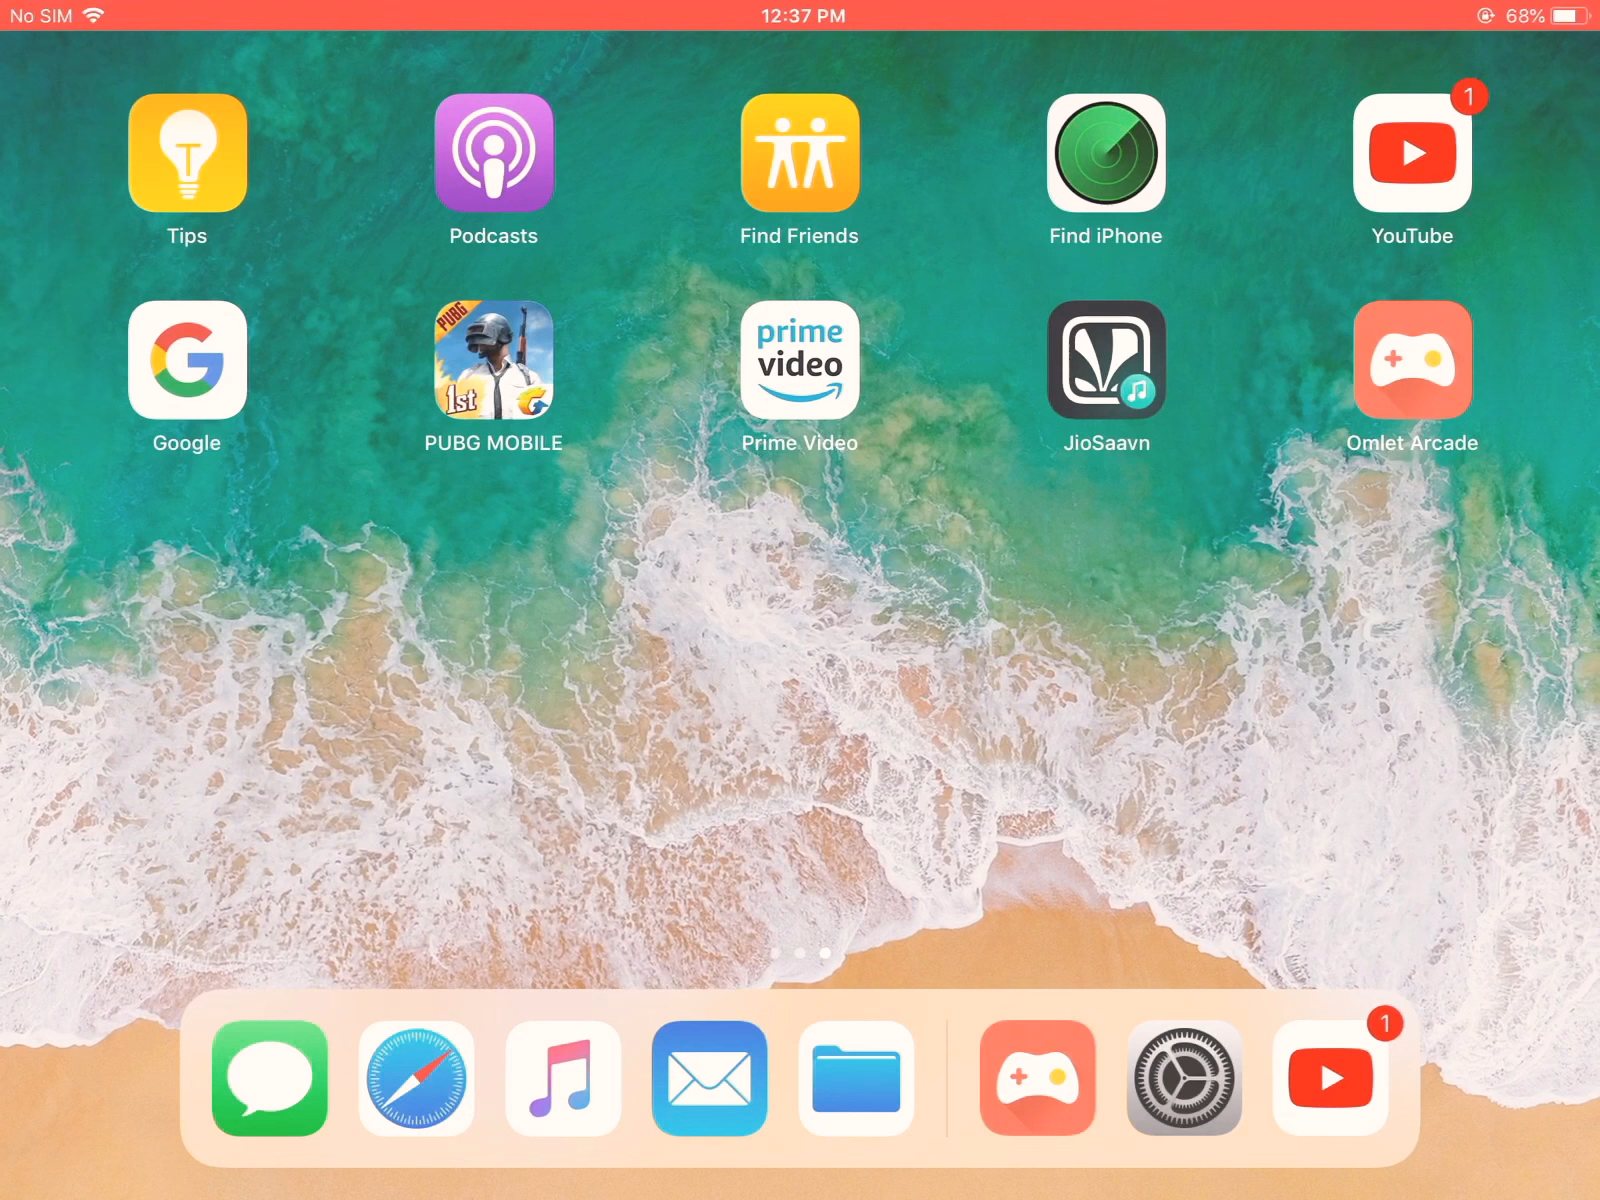 No SIM 12:37 PM 68%
1
Tips Podcasts Find Friends Find iPhone YouTube
PUBG
prime
video
1st
Google PUBG MOBILE Prime Video JioSaavn Omlet Arcade
1